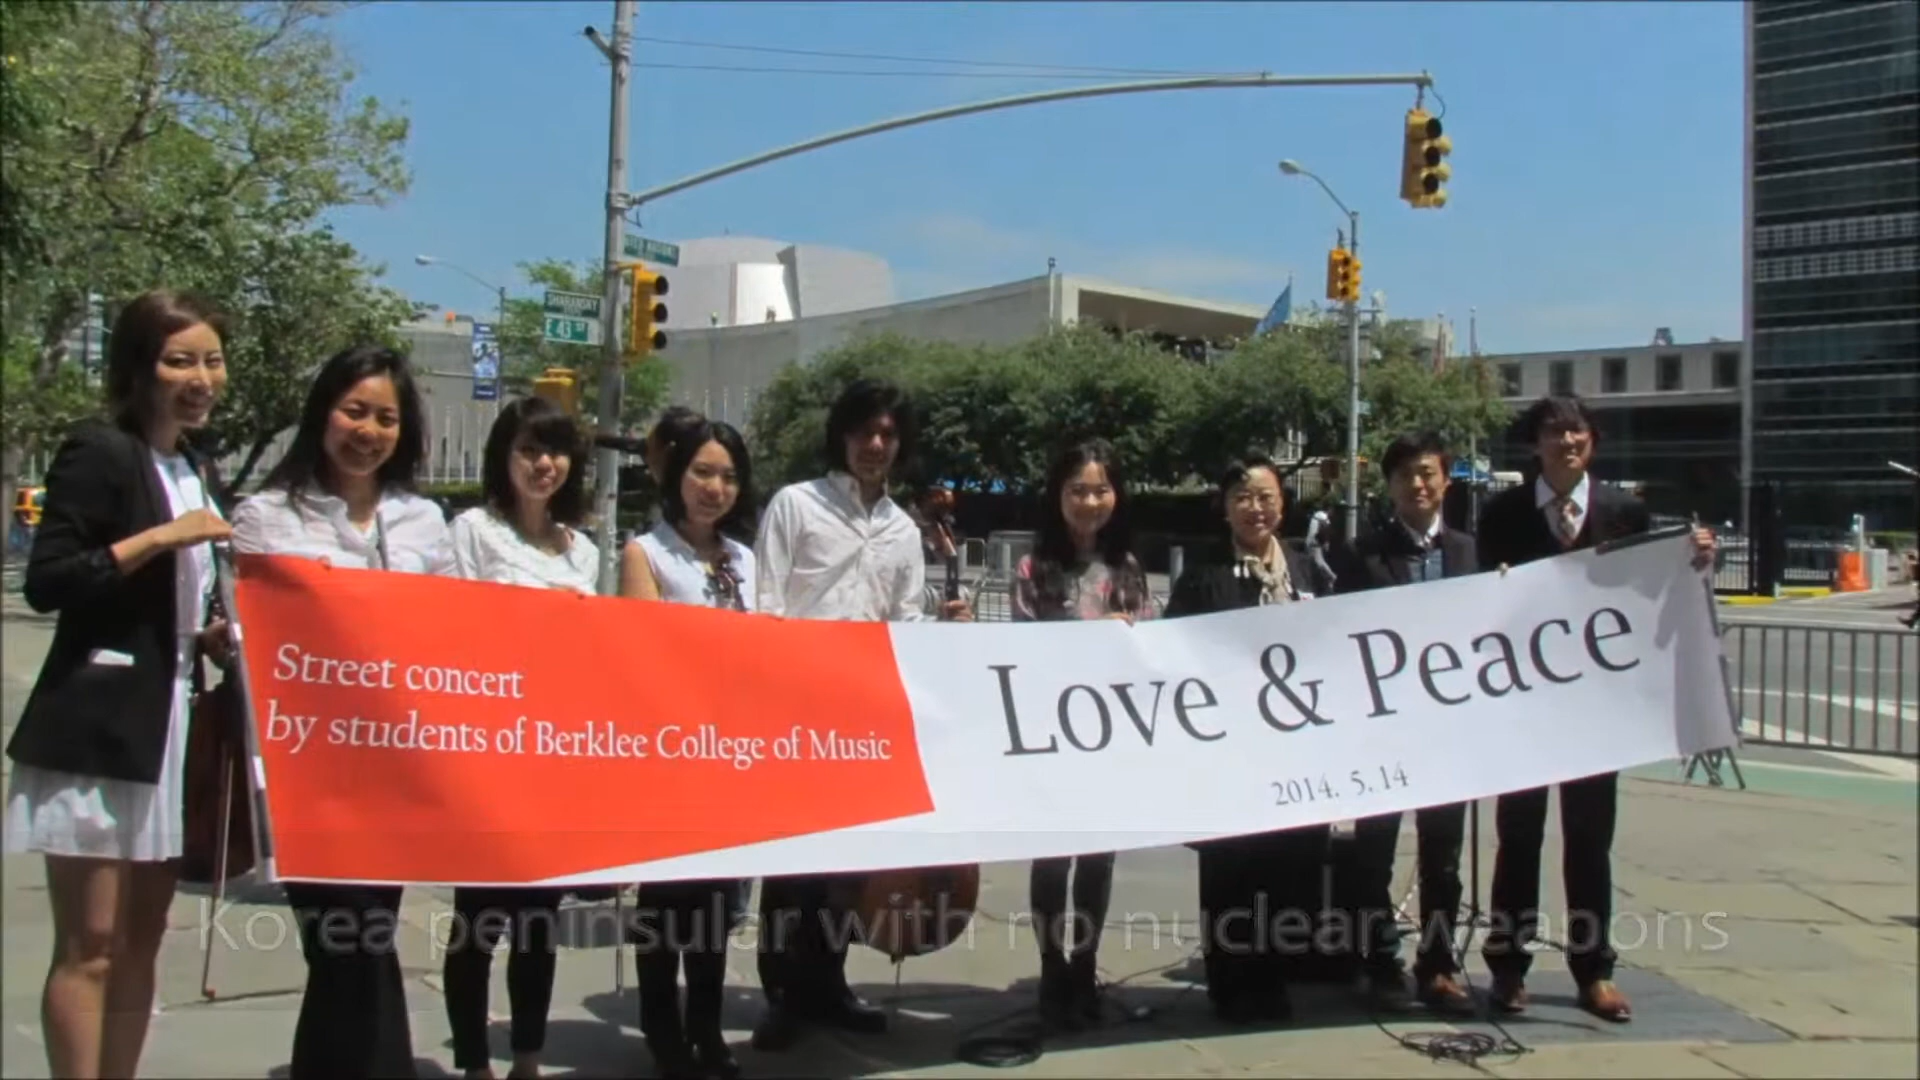 SHARANSKY
E 43 ST
Street concert
by students of Berklee College of Music
Love & Peace
2014. 5. 14
Korea peninsular with no nuclear weapons